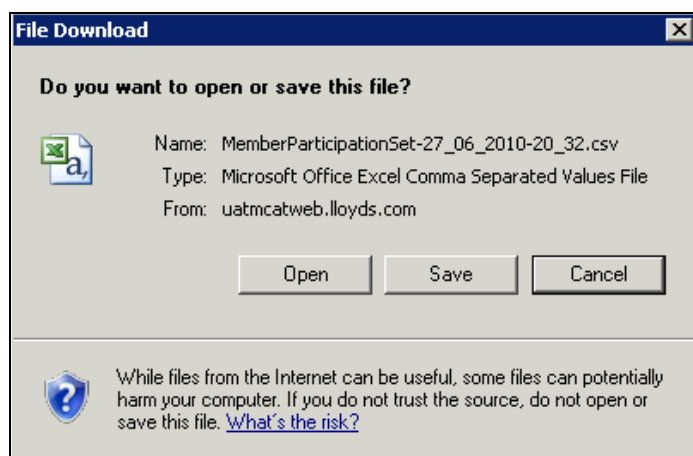 File Download
Do you want to open or save this file?
Name: MemberParticipationSet-27_06_2010-20_32.csv
a,
Type: Microsoft Office Excel Comma Separated Values File
From: uatmcatweb.lloyds.com
Open Save Cancel
While files from the Internet can be useful, some files can potentially
harm your computer. If you do not trust the source, do not open or
save this file. What's the risk?